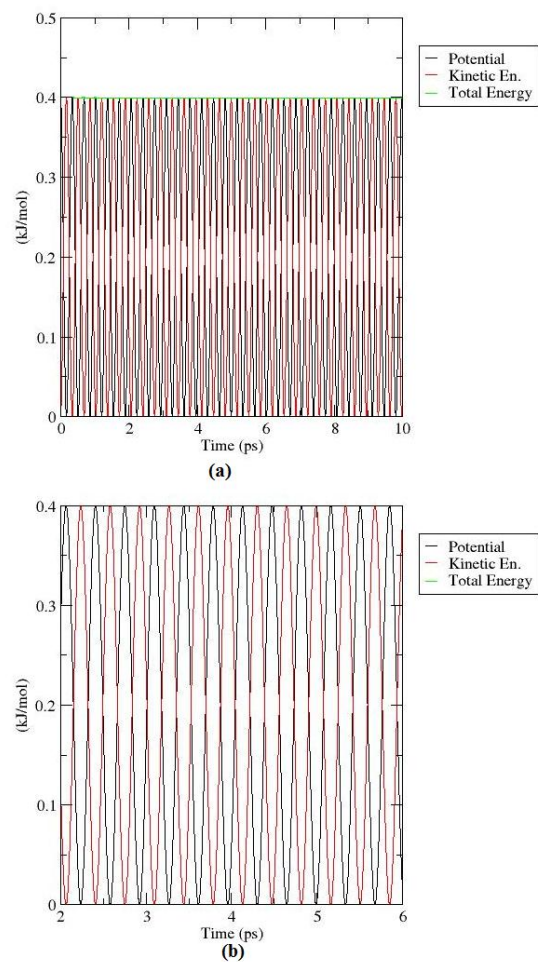 0.5
0.4
0.3
0.2
0.1
0
(kJ/mol)
0 2 4 6 8 10
Time (ps)
Potential
Kinetic En.
Total Energy
(a)
0.4
0.3
0.2
0.1
0
(kJ/mol)
2 3 4 5 6
Time (ps)
Potential
Kinetic En.
Total Energy
(b)